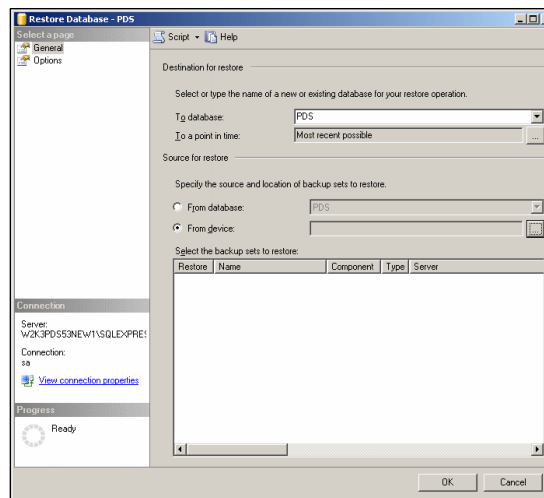 Restore Database - PDS
Select a page
General
Options
Script Help
Destination for restore
Select or type the name of a new or existing database for your restore operation.
To database: PDS
To a point in time: Most recent possible ...
Source for restore
Specify the source and location of backup sets to restore.
From database: PDS
From device: ...
Select the backup sets to restore:
Restore Name Component Type Server
Connection
Server:
W2K3PDS53NEW1\SQLEXPRES
Connection:
sa
View connection properties
Progress
Ready
OK Cancel